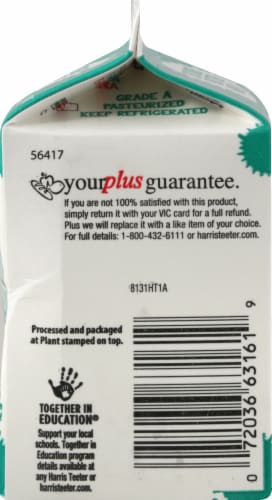 GRADE A
PASTEURIZED
KEEP REFRIGERATED
56417
yourplus guarantee.
If you are not 100% satisfied with this product,
simply return it with your VIC card for a full refund.
Plus we will replace it with a like item of your choice.
For full details: 1-800-432-6111 or harristeeter.com.
8131HT1A
Processed and packaged
at Plant stamped on top.
TOGETHER IN
EDUCATION®
Support your local
schools. Together in
Education program
details available at
any Harris Teeter or
harristeeter.com
0 72036 63161 9